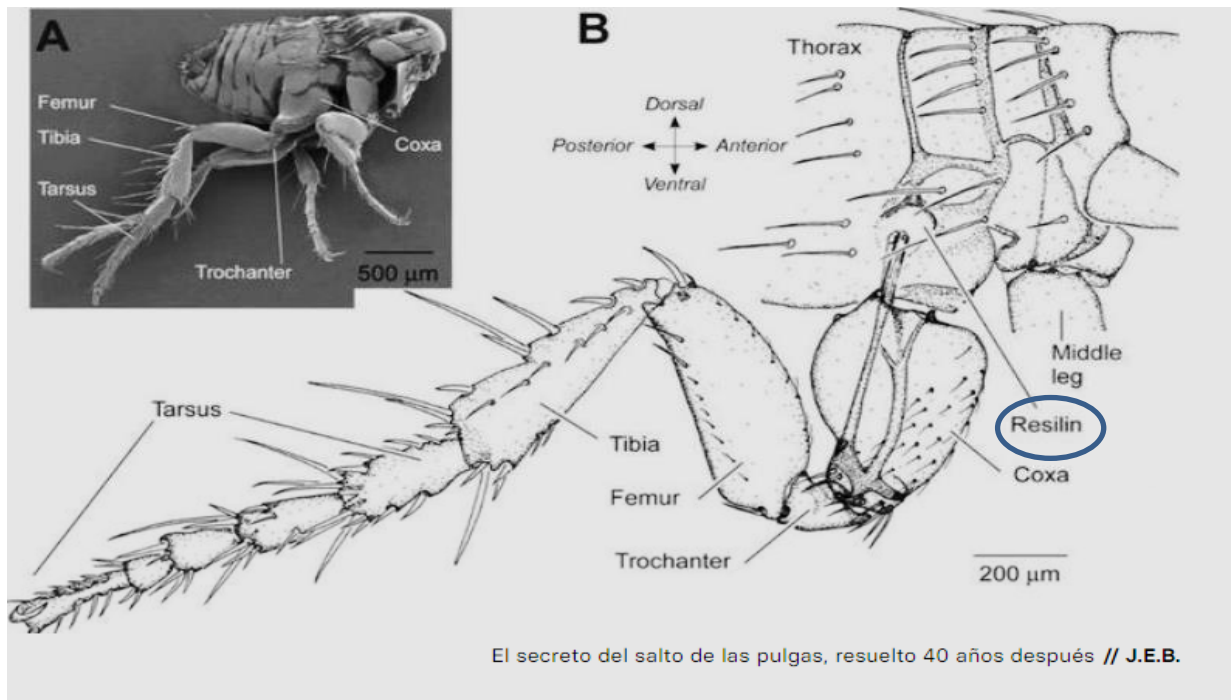 A
Femur
Tibia
Tarsus
Coxa
Trochanter
500 µm
B
Thorax
Dorsal
Posterior
Anterior
Ventral
Middle
leg
Resilin
Coxa
Tarsus
Tibia
Femur
Trochanter
200 µm
El secreto del salto de las pulgas, resuelto 40 años después // J.E.B.